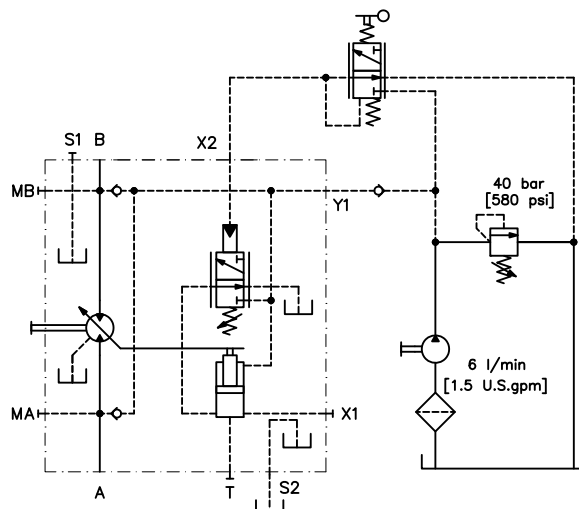 S1 B
X2
MB
Y1
40 bar
[580 psi]
6 l/min
[1.5 U.S.gpm]
MA
X1
A
T
S2